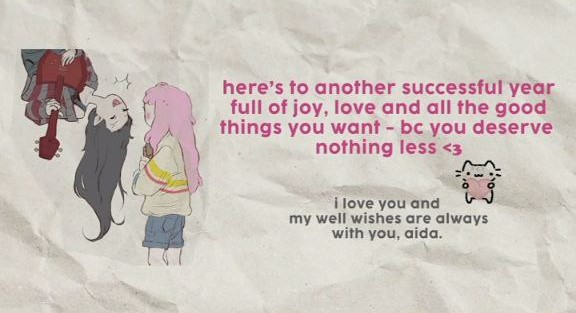 here's to another successful year
full of joy, love and all the good
things you want - bc you deserve
nothing less <3
i love you and
my well wishes are always
with you, aida.